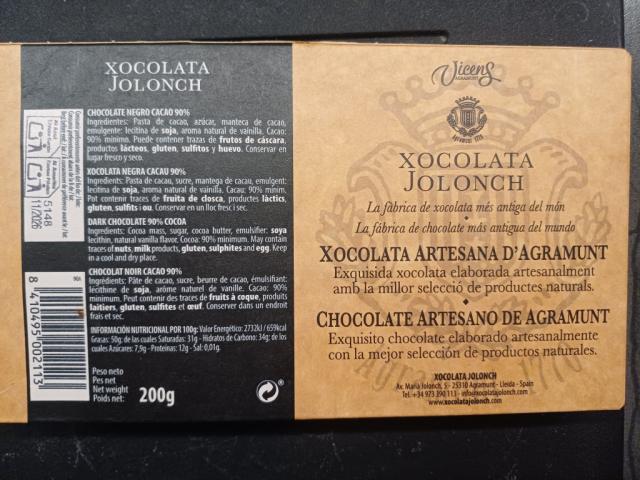 XOCOLATA
JOLONCH
CHOCOLATE NEGRO CACAO 90%
Ingredientes: Pasta de cacao, azúcar, manteca de cacao,
emulgente: lecitina de soja, aroma natural de vainilla. Cacao:
90% mínimo. Puede contener trazas de frutos de cáscara,
productos lácteos, gluten, sulfitos y huevo. Conservar en
lugar fresco y seco.
XOCOLATA NEGRA CACAU 90%
Ingredients: Pasta de cacau, sucre, mantega de cacau, emulgent:
lecitina de soja, aroma natural de vainilla. Cacau: 90% mínim.
Pot contenir traces de fruita de closca, productes làctics,
gluten, sulfits i ou. Conservar en un lloc fresc i sec.
DARK CHOCOLATE 90% COCOA
Ingredients: Cocoa mass, sugar, cocoa butter, emulsifier: soya
lecithin, natural vanilla flavor. Cocoa: 90% minimum. May contain
traces of nuts, milk products, gluten, sulphites and egg. Keep
in a cool and dry place.
CHOCOLAT NOIR CACAO 90%
Ingrédients: Pâte de cacao, sucre, beurre de cacao, émulsifiant:
lécithine de soja, arôme naturel de vanille. Cacao: 90%
minimum. Peut contenir des traces de fruits à coque, produits
laitiers, gluten, sulfites et œuf. Conserver dans un endroit
frais et sec.
INFORMACIÓN NUTRICIONAL POR 100g: Valor Energético: 2732kJ / 659kcal
Grasas: 50g; de las cuales Saturadas: 31g - Hidratos de Carbono: 34g; de los
cuales Azúcares: 7,9g - Proteínas: 12g - Sal: 0,01g.
Peso neto
Pes net
Net weight
Poids net:
200g
5148
11/2026
8 410495 002113
Vicens
AGRAMUNT
XOCOLATA
JOLONCH
La fàbrica de xocolata més antiga del món
La fábrica de chocolate más antigua del mundo
XOCOLATA ARTESANA D'AGRAMUNT
Exquisida xocolata elaborada artesanalment
amb la millor selecció de productes naturals.
CHOCOLATE ARTESANO DE AGRAMUNT
Exquisito chocolate elaborado artesanalmente
con la mejor selección de productos naturales.
XOCOLATA JOLONCH
Av. Marià Jolonch, 5 - 25310 Agramunt - Lleida - Spain
Tel. +34 973 390 113 - info@xocolatajolonch.com
www.xocolatajolonch.com